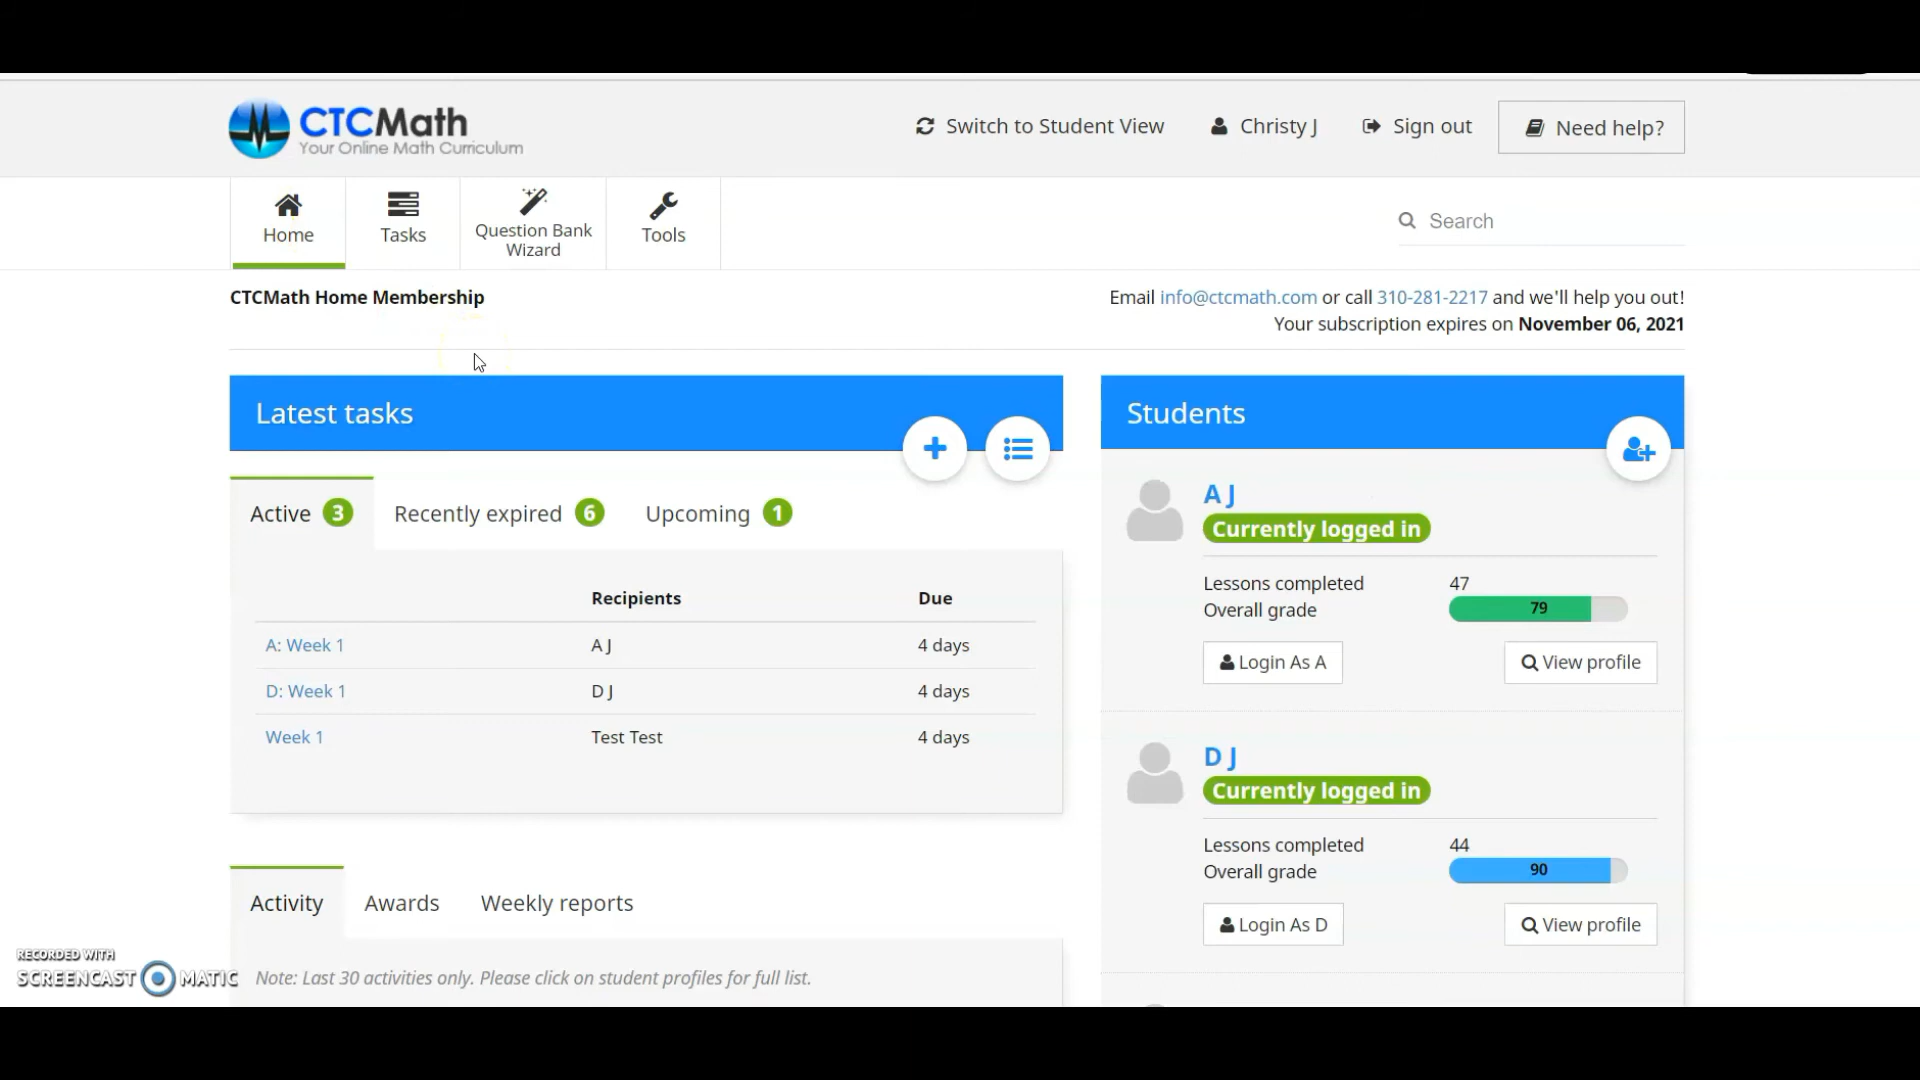 CTCMath
Your Online Math Curriculum
Switch to Student View
Christy J
Sign out
Need help?
Home
Tasks
Question Bank
Wizard
Tools
Search
CTCMath Home Membership
Email info@ctcmath.com or call 310-281-2217 and we'll help you out!
Your subscription expires on November 06, 2021
Latest tasks
Active 3
Recently expired 6
Upcoming 1
Recipients Due
A: Week 1 A J 4 days
D: Week 1 D J 4 days
Week 1 Test Test 4 days
Activity
Awards
Weekly reports
Note: Last 30 activities only. Please click on student profiles for full list.
Students
A J
Currently logged in
Lessons completed 47
Overall grade 79
Login As A
View profile
D J
Currently logged in
Lessons completed 44
Overall grade 90
Login As D
View profile
RECORDED WITH
SCREENCAST MATIC